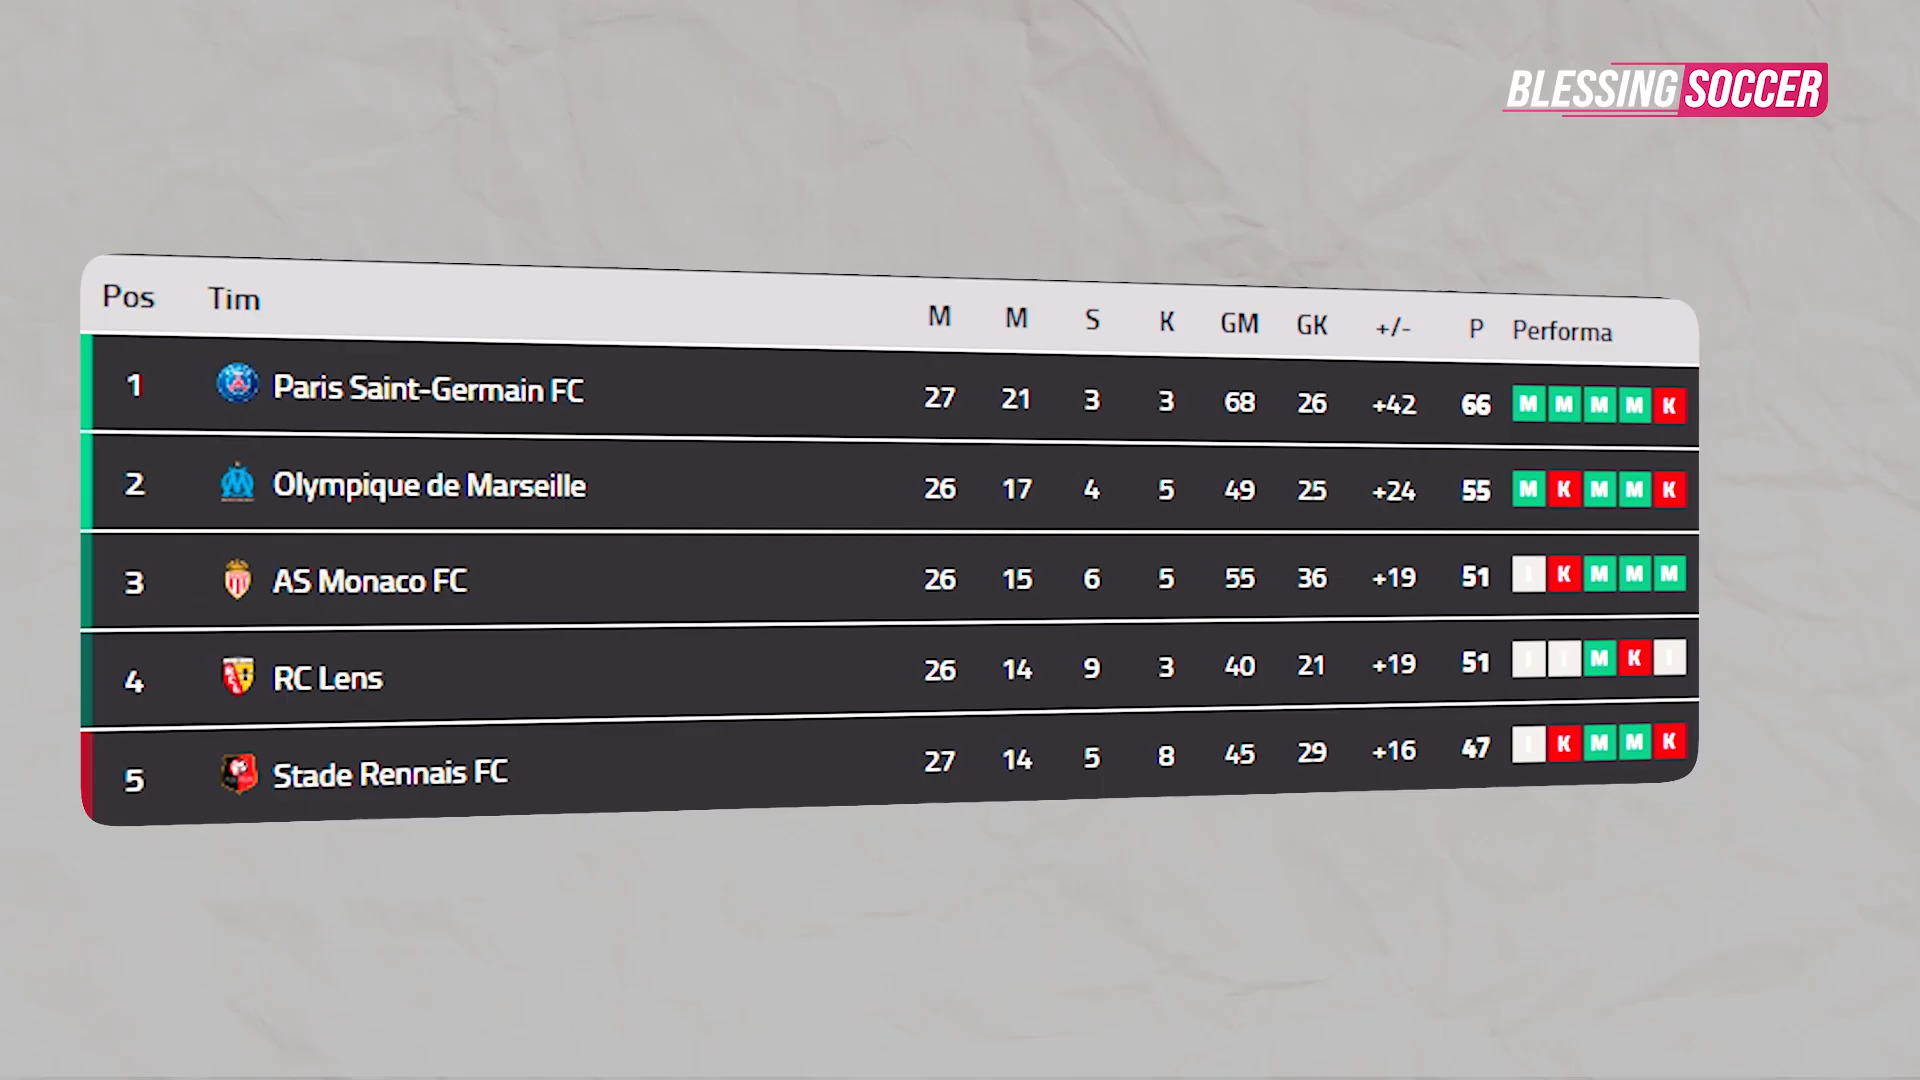 BLESSING SOCCER
Pos Tim M M S K GM GK +/- P Performa
1 Paris Saint-Germain FC 27 21 3 3 68 26 +42 66 M M M M K
2 Olympique de Marseille 26 17 4 5 49 25 +24 55 M K M M K
3 AS Monaco FC 26 15 6 5 55 36 +19 51 I K M M M
4 RC Lens 26 14 9 3 40 21 +19 51 I I M K I
5 Stade Rennais FC 27 14 5 8 45 29 +16 47 I K M M K